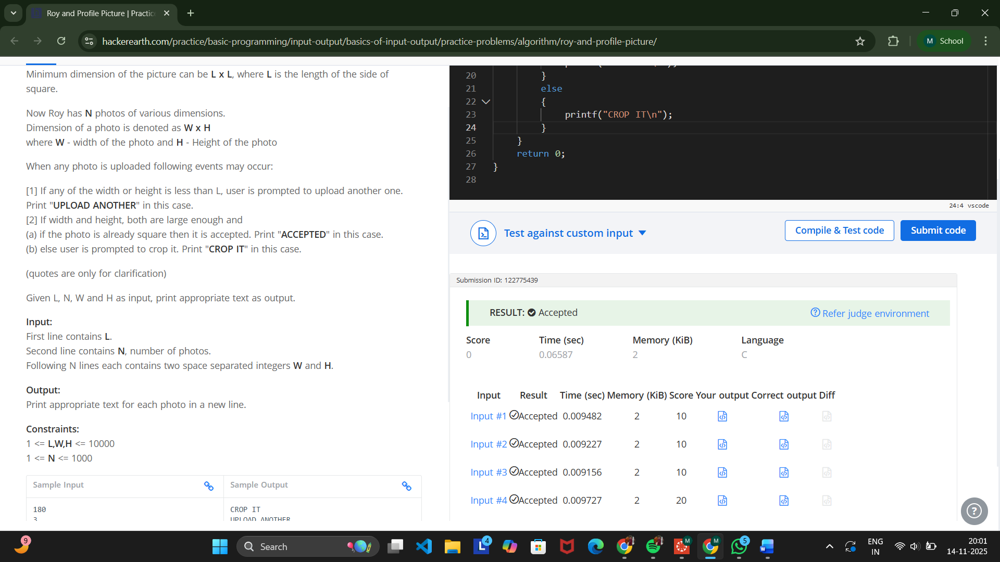 Roy and Profile Picture | Practic
hackerearth.com/practice/basic-programming/input-output/basics-of-input-output/practice-problems/algorithm/roy-and-profile-picture/
M School
Minimum dimension of the picture can be L x L, where L is the length of the side of
square.
Now Roy has N photos of various dimensions.
Dimension of a photo is denoted as W x H
where W - width of the photo and H - Height of the photo
When any photo is uploaded following events may occur:
[1] If any of the width or height is less than L, user is prompted to upload another one.
Print "UPLOAD ANOTHER" in this case.
[2] If width and height, both are large enough and
(a) if the photo is already square then it is accepted. Print "ACCEPTED" in this case.
(b) else user is prompted to crop it. Print "CROP IT" in this case.
(quotes are only for clarification)
Given L, N, W and H as input, print appropriate text as output.
Input:
First line contains L.
Second line contains N, number of photos.
Following N lines each contains two space separated integers W and H.
Output:
Print appropriate text for each photo in a new line.
Constraints:
1 <= L,W,H <= 10000
1 <= N <= 1000
Sample Input
Sample Output
180
CROP IT
3
UPLOAD ANOTHER
20 }
21 else
22 {
23 printf("CROP IT\n");
24 }
25 }
26 return 0;
27 }
28
24:4 vscode
Test against custom input
Compile & Test code
Submit code
Submission ID: 122775439
RESULT: Accepted
Refer judge environment
Score Time (sec) Memory (KiB) Language
0 0.06587 2 C
Input Result Time (sec) Memory (KiB) Score Your output Correct output Diff
Input #1 Accepted 0.009482 2 10
Input #2 Accepted 0.009227 2 10
Input #3 Accepted 0.009156 2 10
Input #4 Accepted 0.009727 2 20
?
9
Search
L 4
M
M
5
W
ENG
IN
20:01
14-11-2025